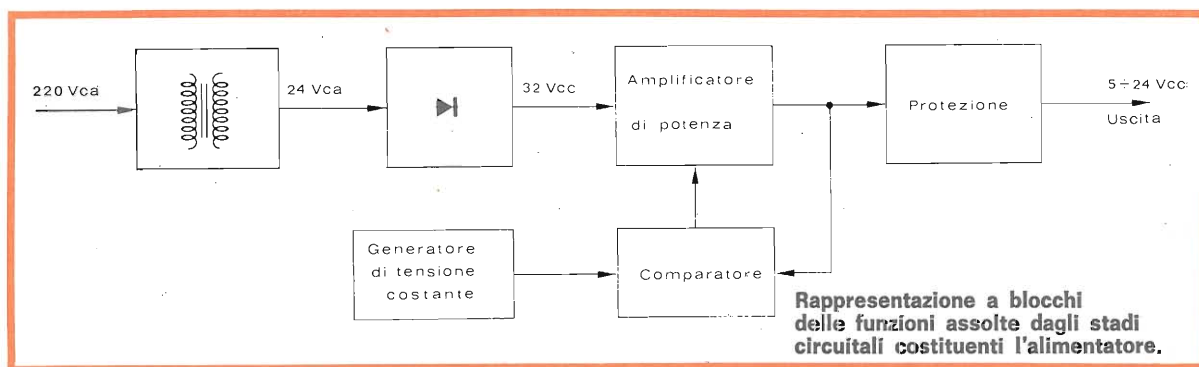 220 Vca
24 Vca
32 Vcc
Amplificatore
di potenza
Protezione
5÷24 Vcc
Uscita
Generatore
di tensione
costante
Comparatore
Rappresentazione a blocchi
delle funzioni assolte dagli stadi
circuitali costituenti l'alimentatore.